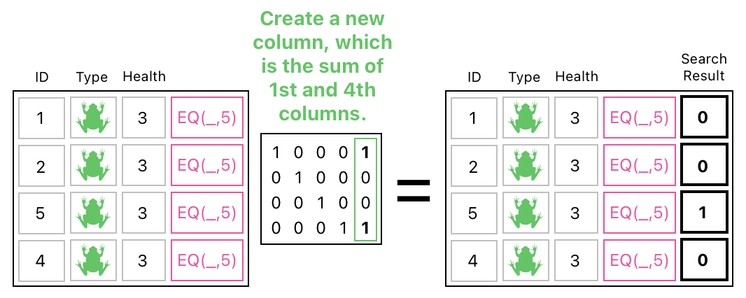 Create a new
column, which
is the sum of
1st and 4th
columns.
ID Type Health
1 3 EQ(_,5)
2 3 EQ(_,5)
5 3 EQ(_,5)
4 3 EQ(_,5)
1 0 0 0 1
0 1 0 0 0
0 0 1 0 0
0 0 0 1 1
=
Search
ID Type Health Result
1 3 EQ(_,5) 0
2 3 EQ(_,5) 0
5 3 EQ(_,5) 1
4 3 EQ(_,5) 0